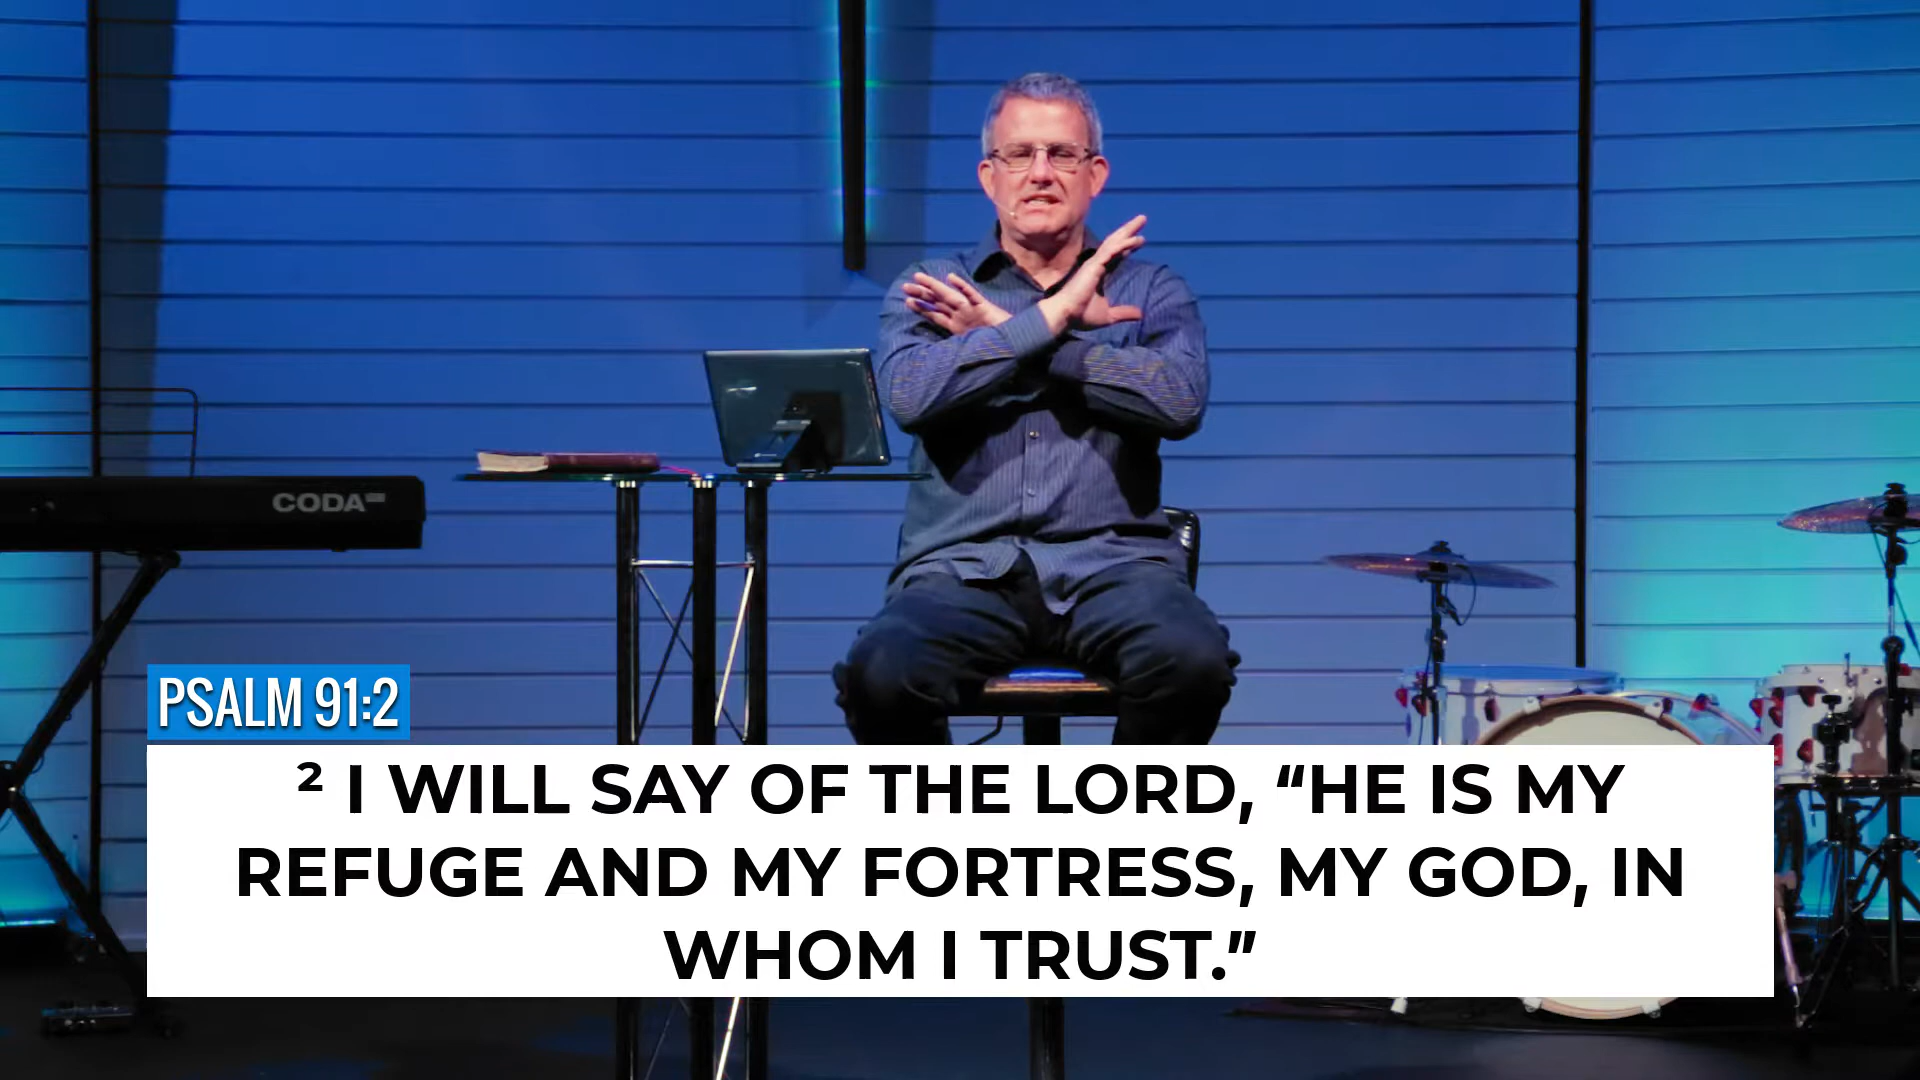 CODA
PSALM 91:2
² I WILL SAY OF THE LORD, “HE IS MY
REFUGE AND MY FORTRESS, MY GOD, IN
WHOM I TRUST.”